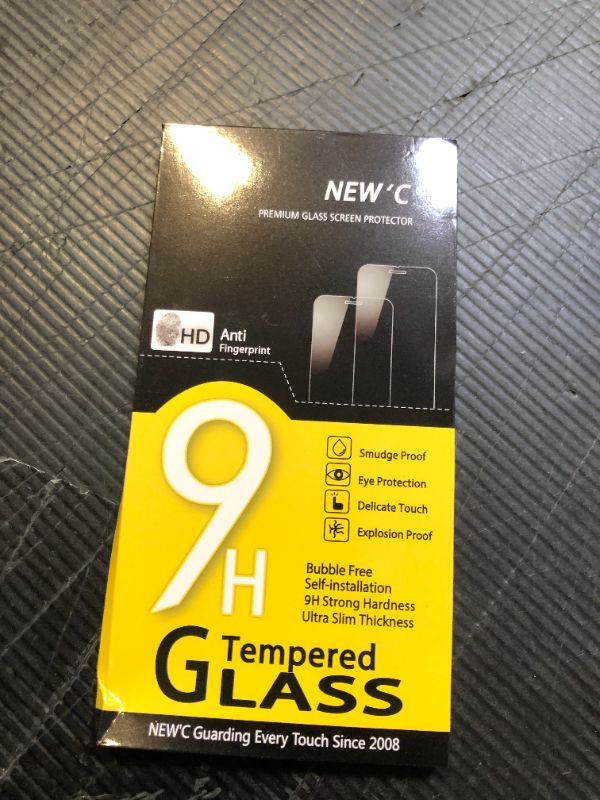 NEW'C
PREMIUM GLASS SCREEN PROTECTOR
HD
Anti
Fingerprint
9H
Smudge Proof
Eye Protection
Delicate Touch
Explosion Proof
Bubble Free
Self-installation
9H Strong Hardness
Ultra Slim Thickness
Tempered
GLASS
NEW'C Guarding Every Touch Since 2008